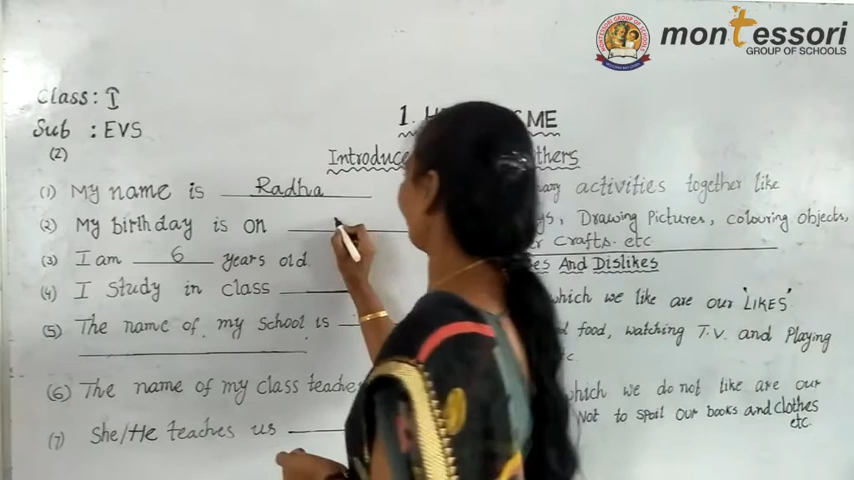 montessori
GROUP OF SCHOOLS
MONTESSORI GROUP OF SCHOOLS
Class: I
Sub : EVS
(2)
1. ME
Introduce
(1) My name is Radha
(2) My birthday is on
(3) I am 6 years old.
(4) I Study in class
(5) The name of my School is
(6) The name of my class teacher
(7) She/He teaches us
activities together like
Drawing Pictures, colouring objects,
crafts. etc
And Dislikes
which we like are our "LIKES"
food, watching T.V. and Playing
which we do not like are our
Not to spoil our books and clothes
etc.